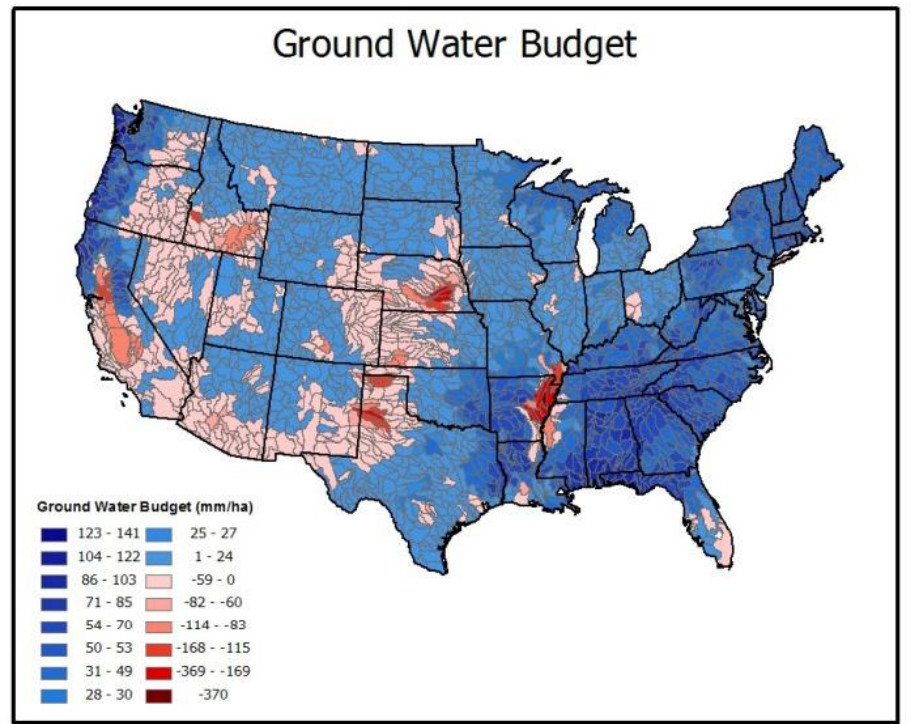 Ground Water Budget
Ground Water Budget (mm/ha)
123 - 141 25 - 27
104 - 122 1 - 24
86 - 103 -59 - 0
71 - 85 -82 - -60
54 - 70 -114 - -83
50 - 53 -168 - -115
31 - 49 -369 - -169
28 - 30 -370